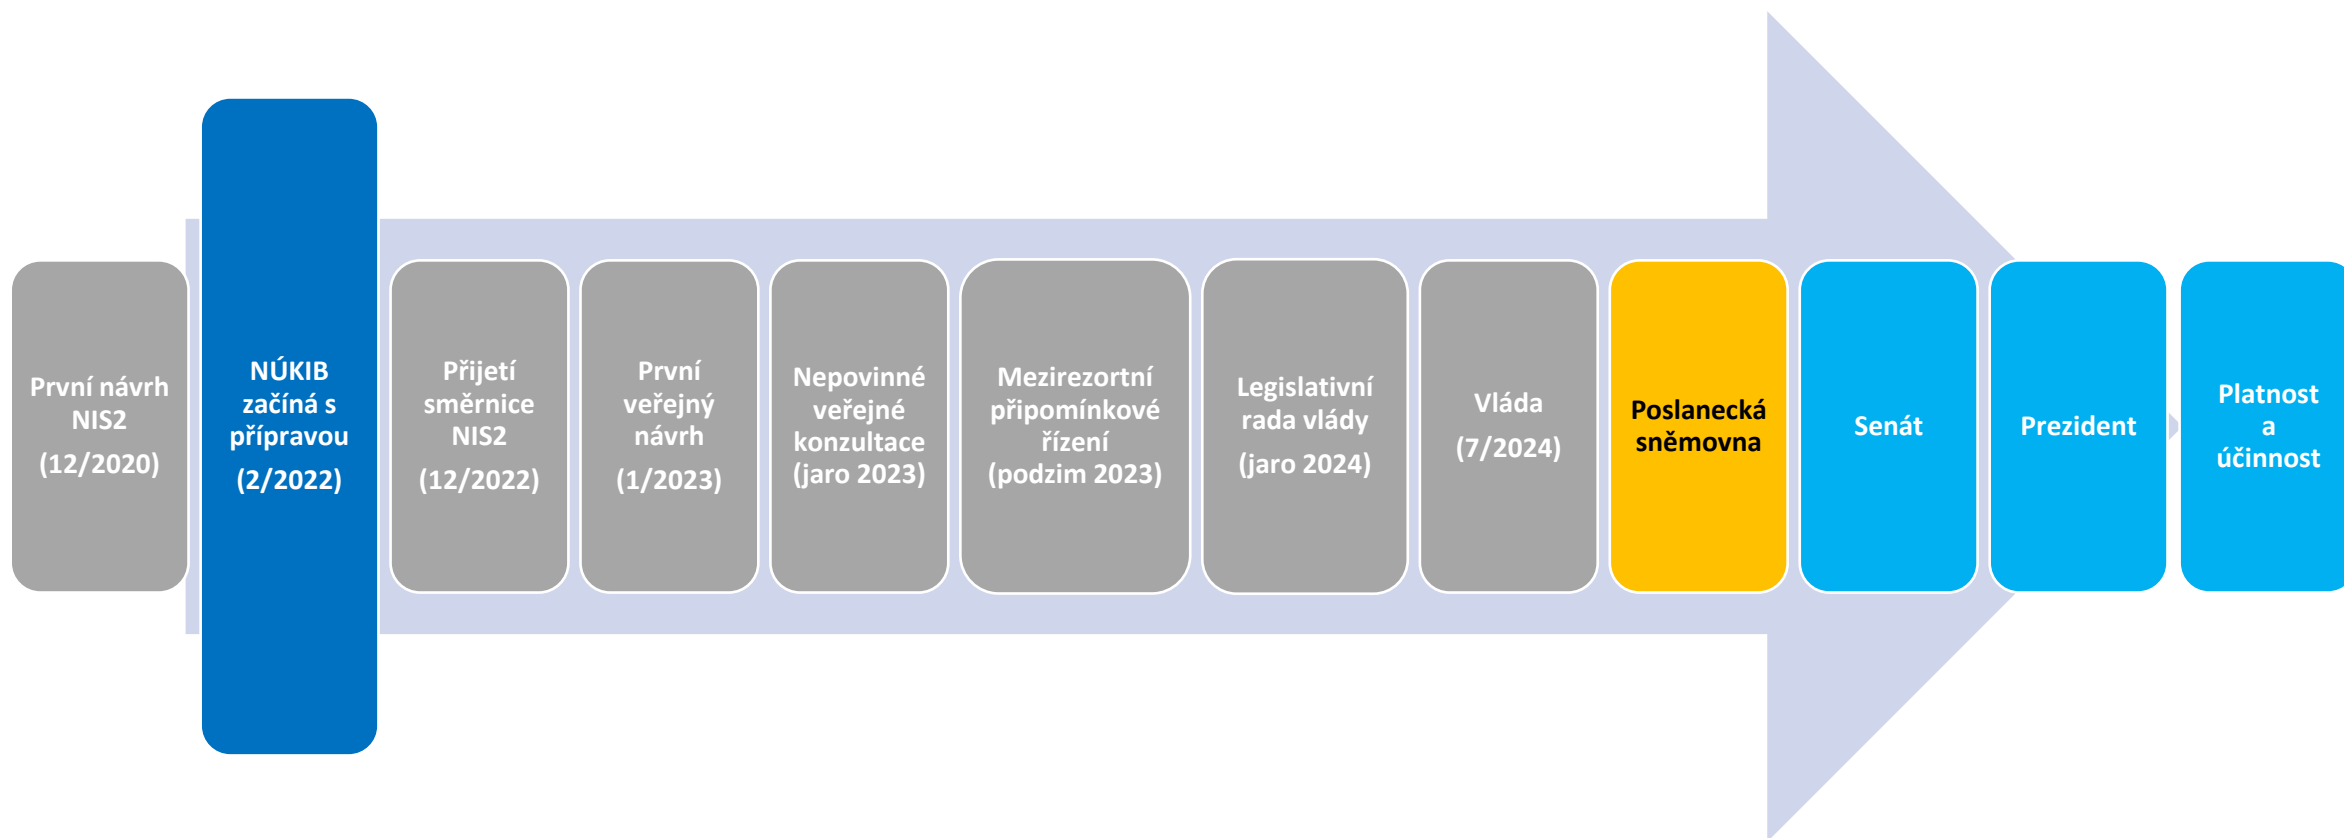 První návrh
NIS2
(12/2020)
NÚKIB
začíná s
přípravou
(2/2022)
Přijetí
směrnice
NIS2
(12/2022)
První
veřejný
návrh
(1/2023)
Nepovinné
veřejné
konzultace
(jaro 2023)
Mezirezortní
připomínkové
řízení
(podzim 2023)
Legislativní
rada vlády
(jaro 2024)
Vláda
(7/2024)
Poslanecká
sněmovna
Senát
Prezident
Platnost
a
účinnost